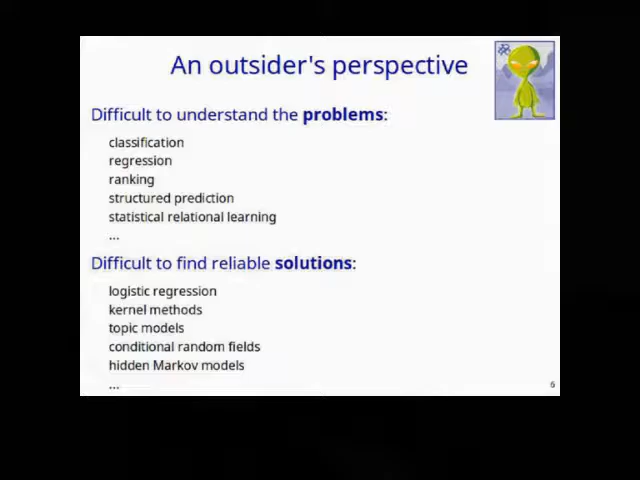 An outsider's perspective
Difficult to understand the problems:
classification
regression
ranking
structured prediction
statistical relational learning
...
Difficult to find reliable solutions:
logistic regression
kernel methods
topic models
conditional random fields
hidden Markov models
...
6